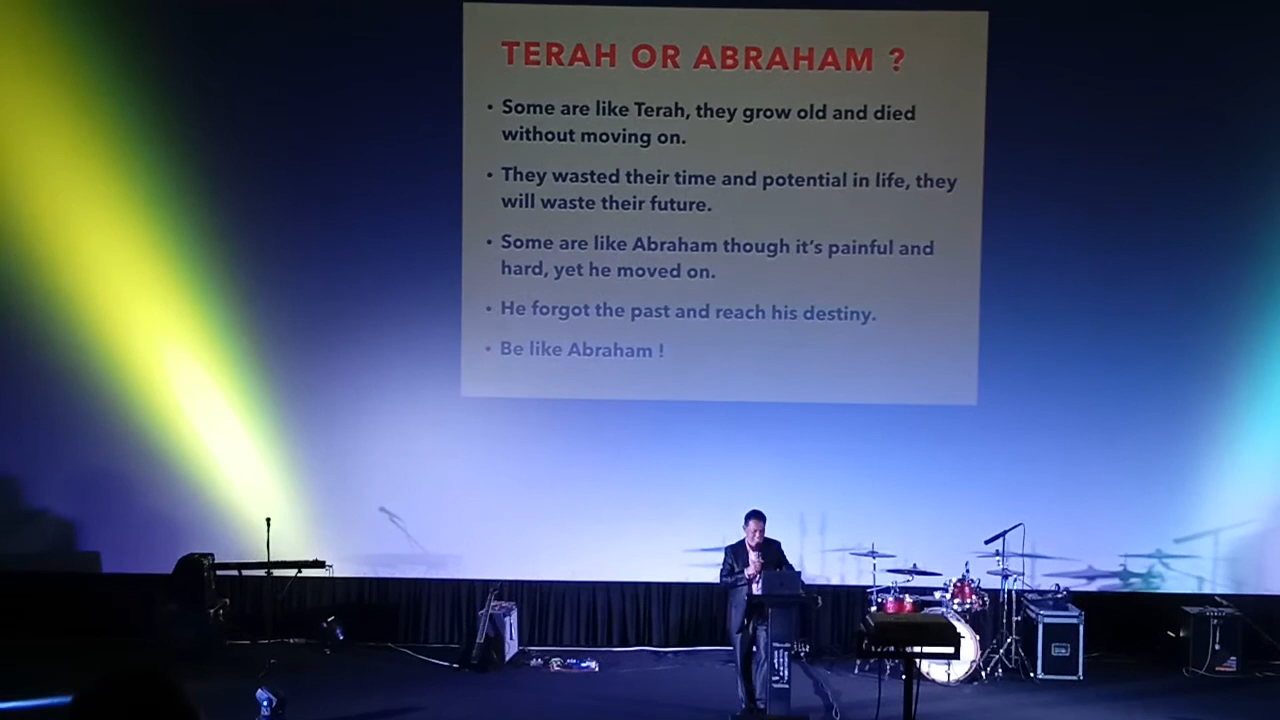 TERAH OR ABRAHAM ?
• Some are like Terah, they grow old and died
without moving on.
• They wasted their time and potential in life, they
will waste their future.
• Some are like Abraham though it's painful and
hard, yet he moved on.
• He forgot the past and reach his destiny.
• Be like Abraham !